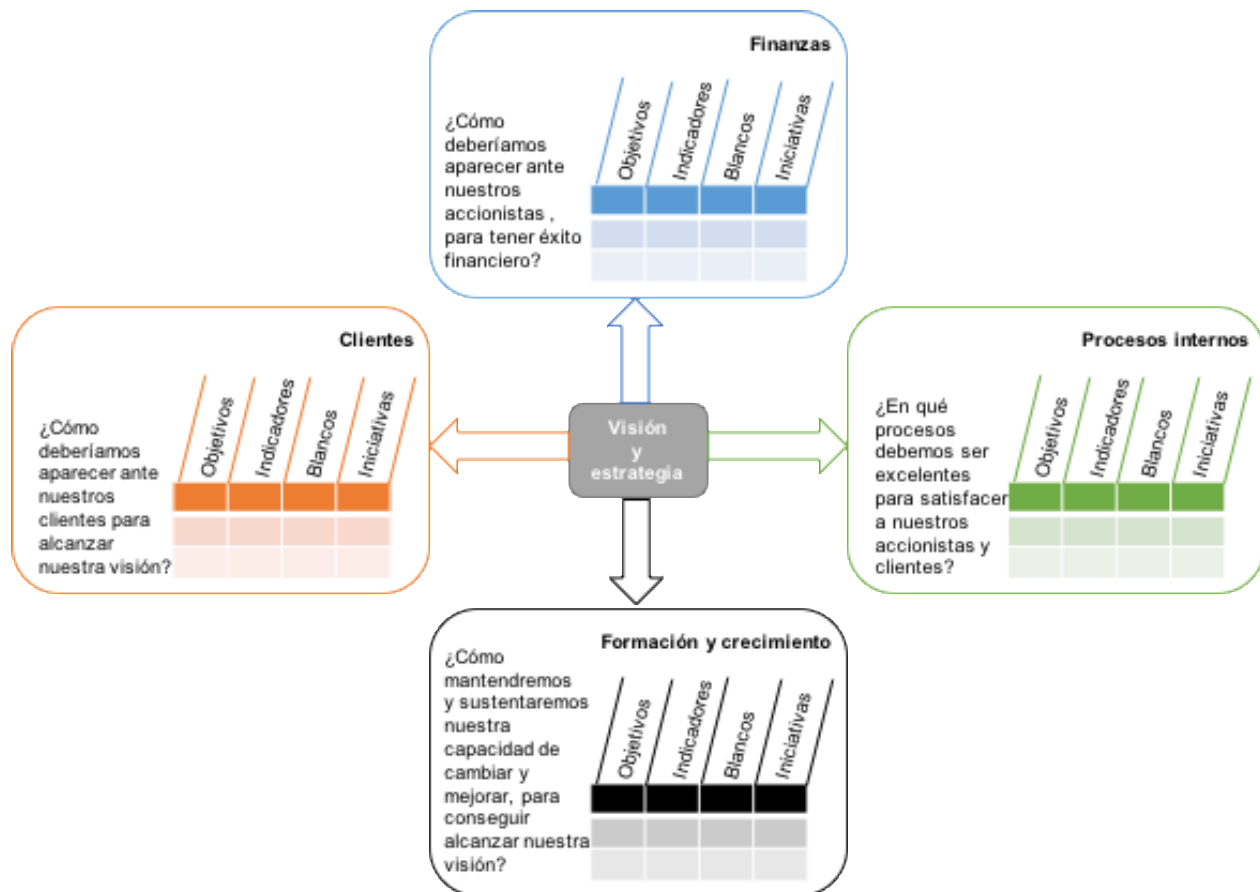 Finanzas
¿Cómo
deberíamos
aparecer ante
nuestros
accionistas ,
para tener éxito
financiero?
Objetivos
Indicadores
Blancos
Iniciativas
Clientes
¿Cómo
deberíamos
aparecer ante
nuestros
clientes para
alcanzar
nuestra visión?
Objetivos
Indicadores
Blancos
Iniciativas
Visión
y
estrategia
Procesos internos
¿En qué
procesos
debemos ser
excelentes
para satisfacer
a nuestros
accionistas y
clientes?
Objetivos
Indicadores
Blancos
Iniciativas
Formación y crecimiento
¿Cómo
mantendremos
y sustentaremos
nuestra
capacidad de
cambiar y
mejorar, para
conseguir
alcanzar nuestra
visión?
Objetivos
Indicadores
Blancos
Iniciativas